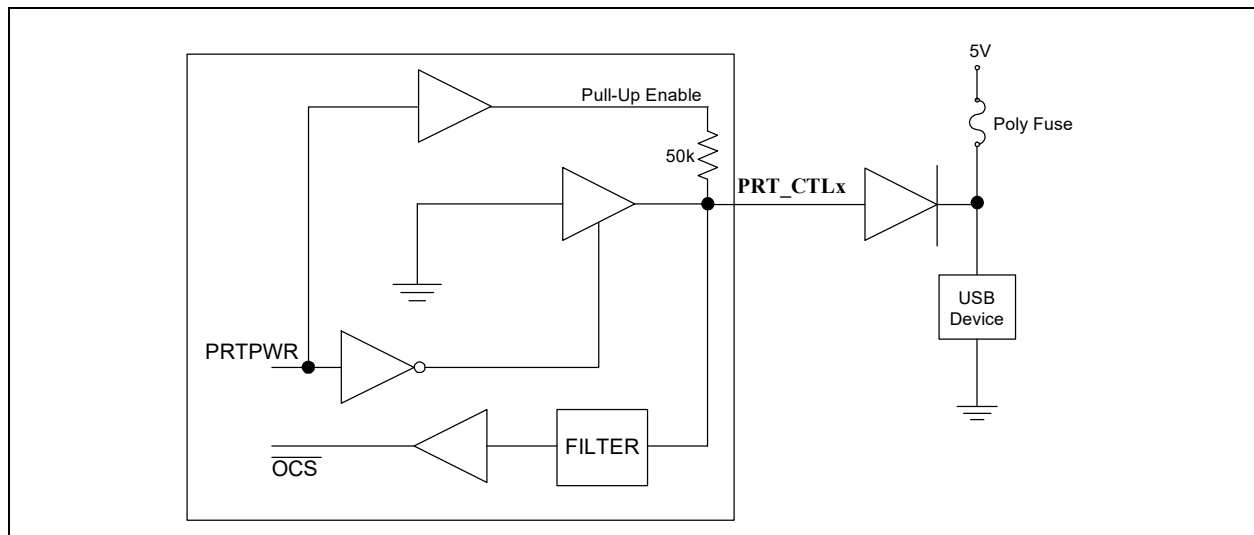 5V
Pull-Up Enable
Poly Fuse
50k
PRT_CTLx
USB
Device
PRTPWR
FILTER
OCS